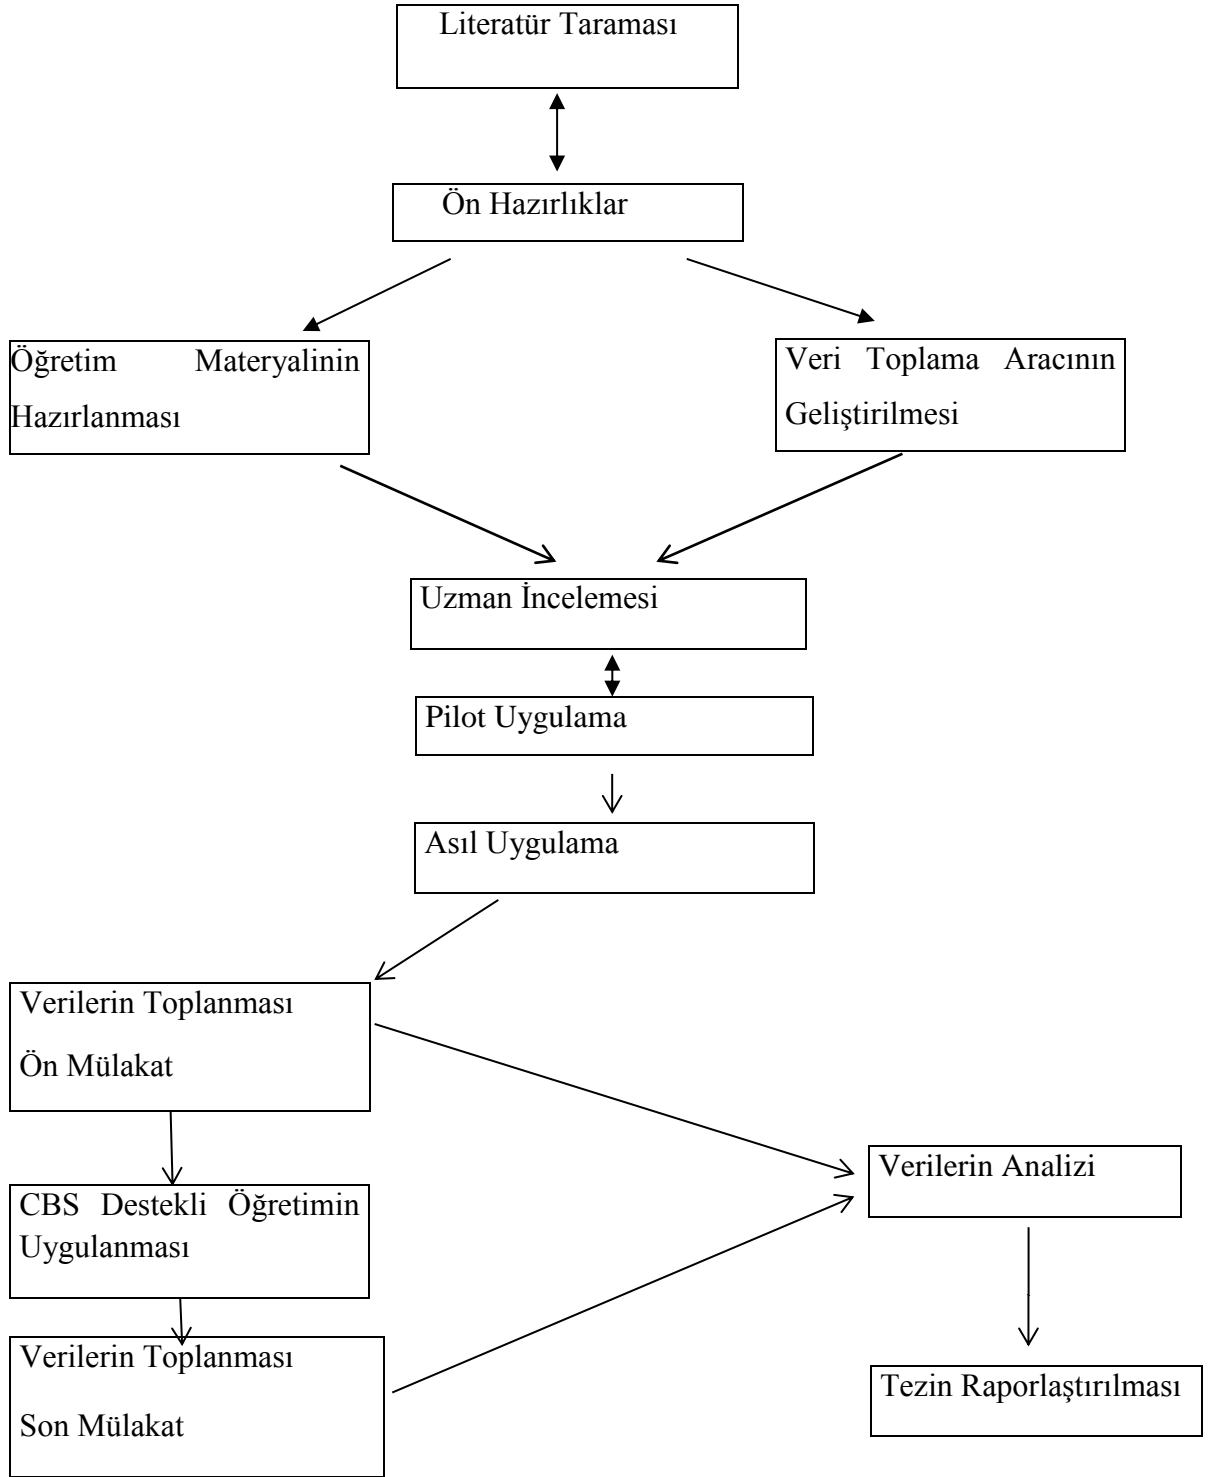 Literatür Taraması
Ön Hazırlıklar
Öğretim Materyalinin
Hazırlanması
Veri Toplama Aracının
Geliştirilmesi
Uzman İncelemesi
Pilot Uygulama
Asıl Uygulama
Verilerin Toplanması
Ön Mülakat
Verilerin Analizi
CBS Destekli Öğretimin
Uygulanması
Verilerin Toplanması
Son Mülakat
Tezin Raporlaştırılması